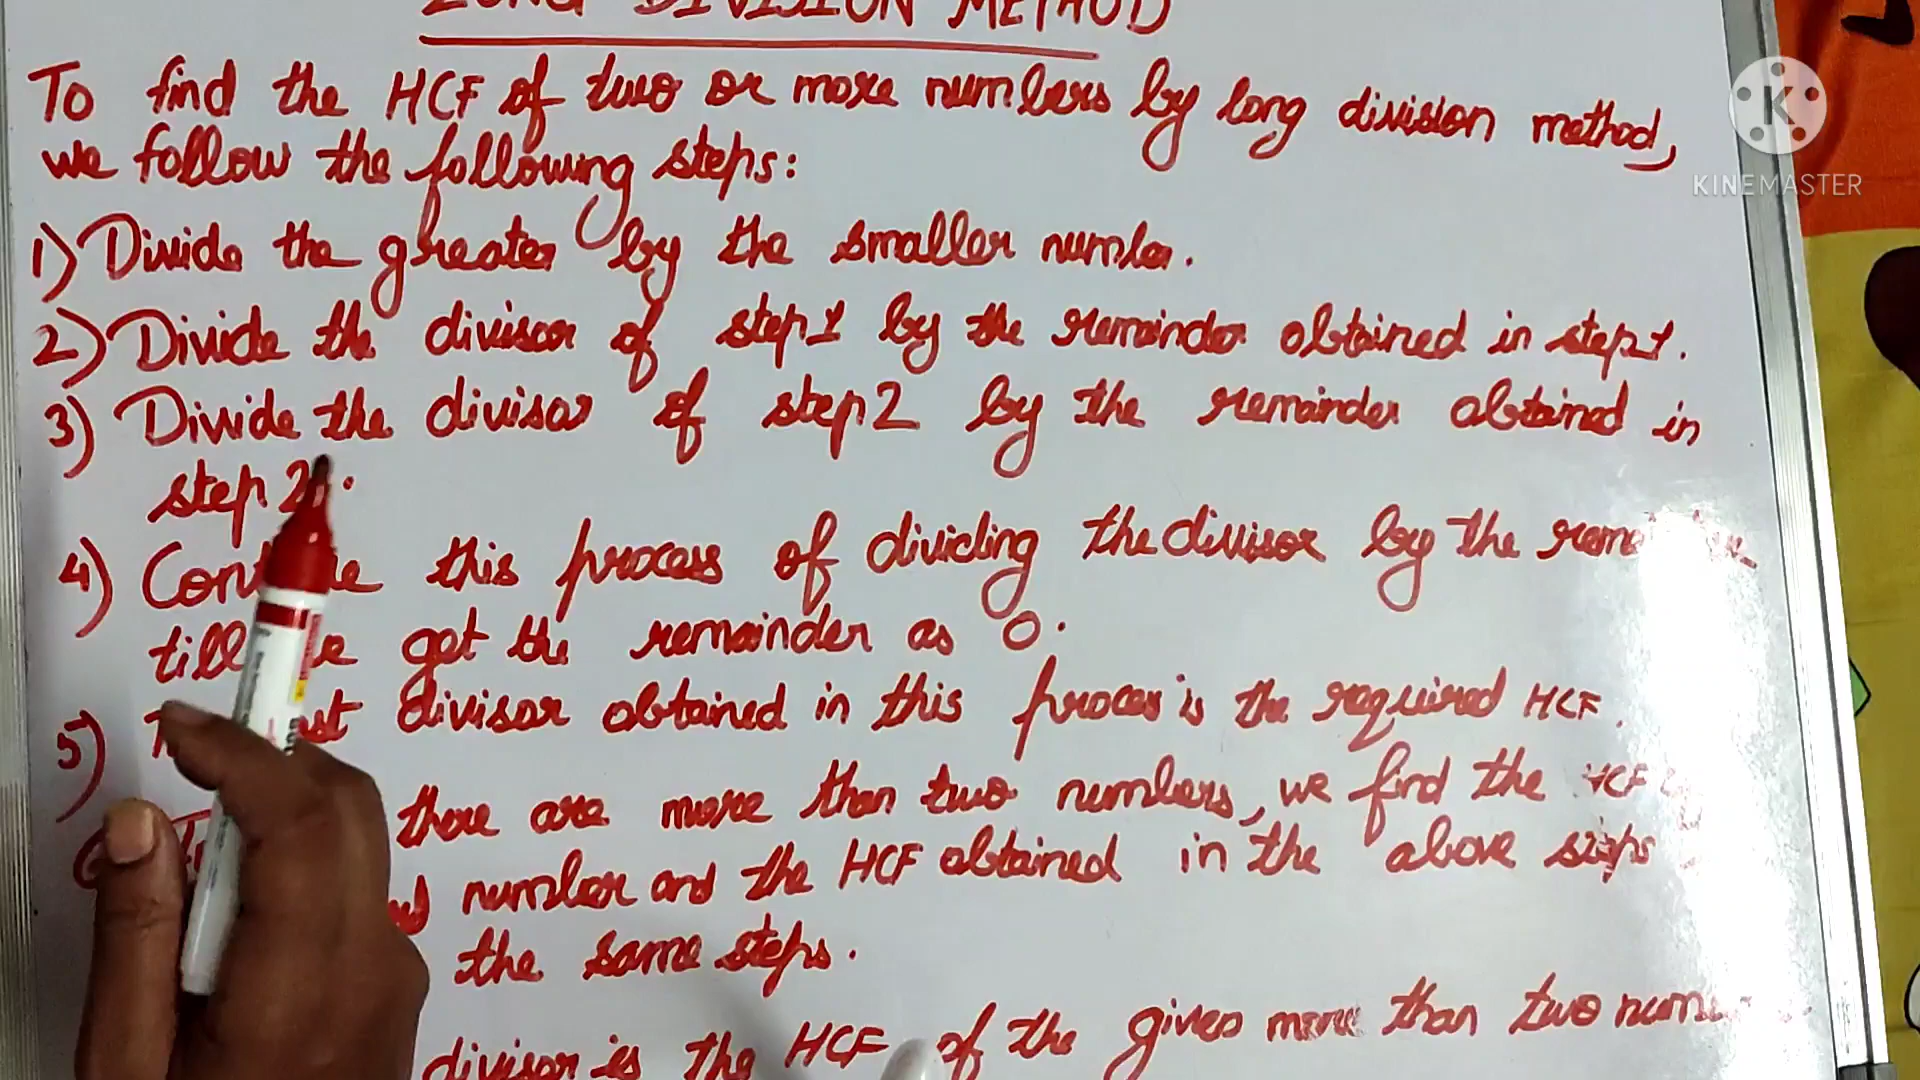 LONG DIVISION METHOD
To find the HCF of two or more numbers by long division method,
we follow the following steps:
1) Divide the greater by the smaller number.
2) Divide the divisor of step 1 by the remainder obtained in step 1.
3) Divide the divisor of step 2 by the remainder obtained in
step 2.
4) this process of dividing the divisor by the
till get the remainder as 0.
5) divisor obtained in this process is the required HCF.
there are more than two numbers, we find the HCF
number and the HCF obtained in the above steps
the same steps.
divisor is the HCF of the given more than two
K
KINEMASTER